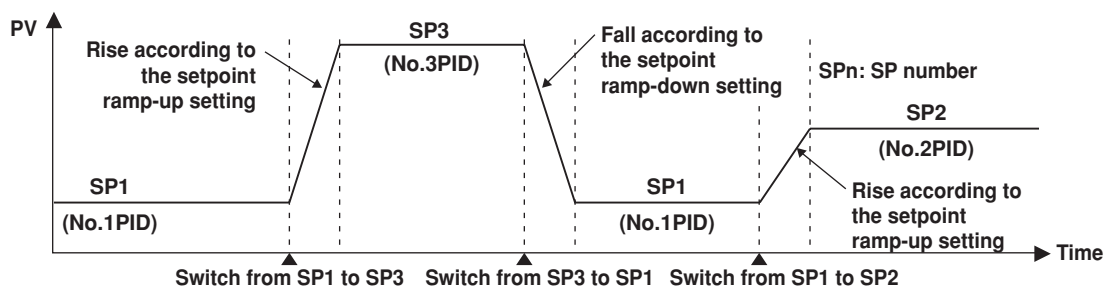 PV
Rise according to
the setpoint
ramp-up setting
SP3
(No.3PID)
Fall according to
the setpoint
ramp-down setting
SPn: SP number
SP2
(No.2PID)
SP1
(No.1PID)
SP1
(No.1PID)
Rise according to
the setpoint
ramp-up setting
Time
Switch from SP1 to SP3
Switch from SP3 to SP1
Switch from SP1 to SP2